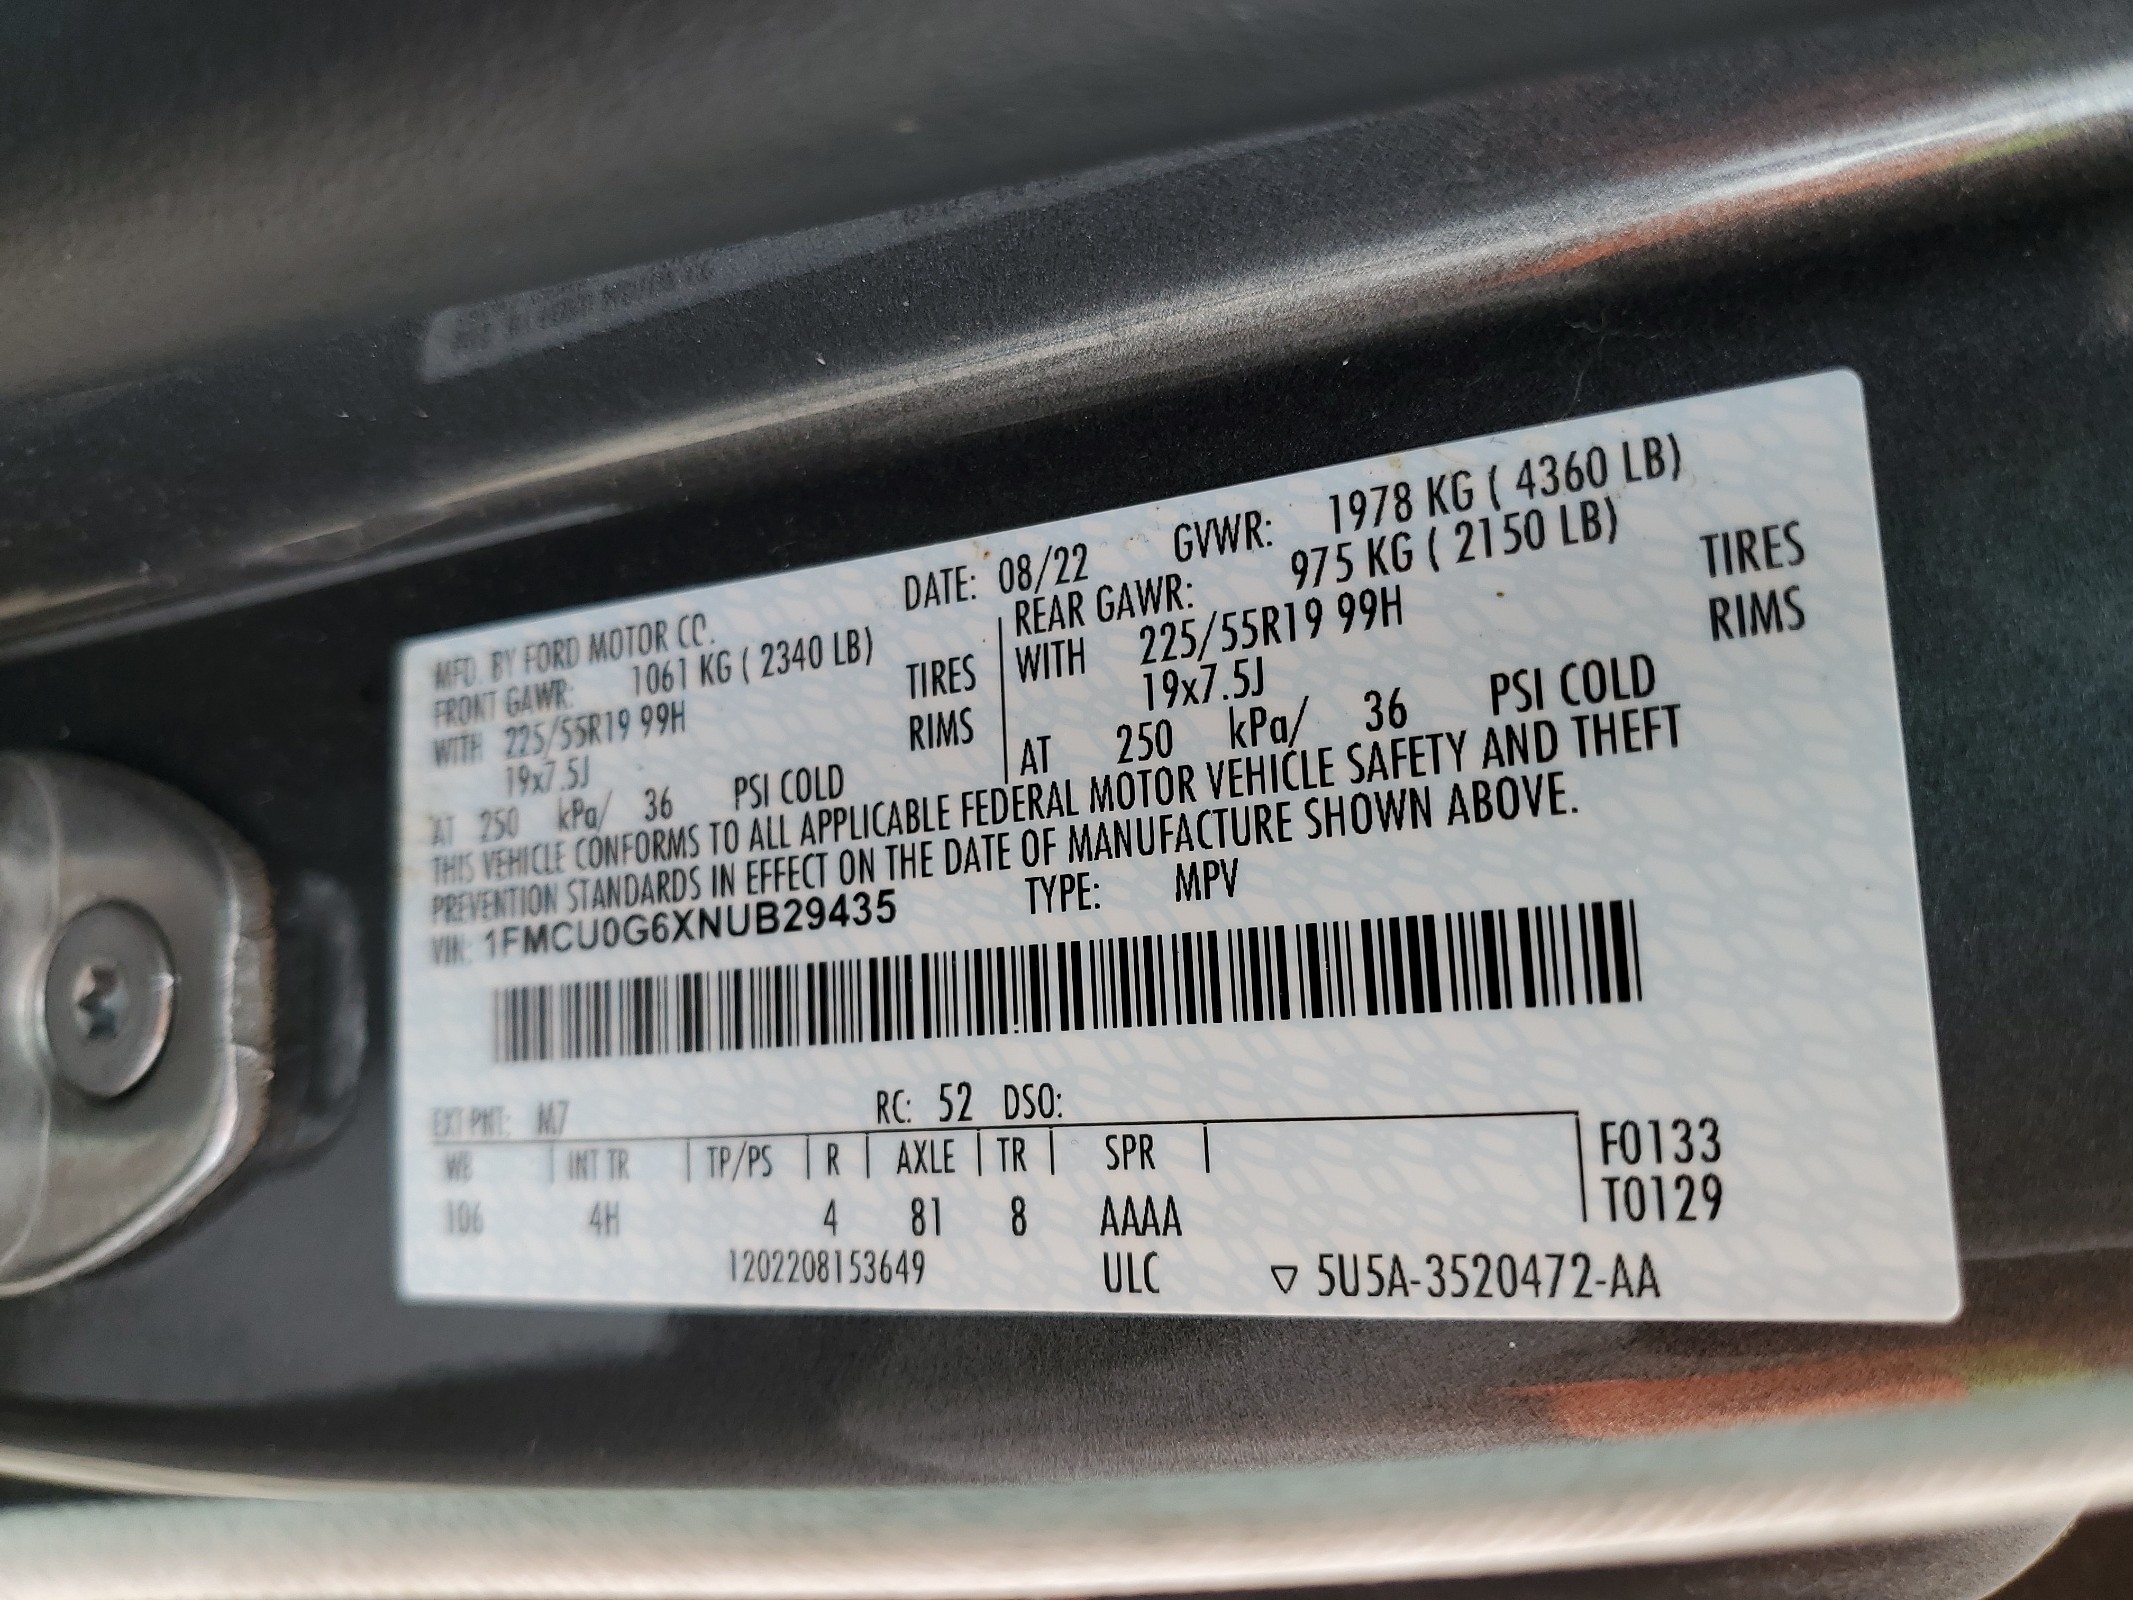 MFD. BY FORD MOTOR CO. DATE: 08/22 GVWR: 1978 KG ( 4360 LB)
FRONT GAWR: 1061 KG ( 2340 LB) REAR GAWR: 975 KG ( 2150 LB)
WITH 225/55R19 99H TIRES WITH 225/55R19 99H TIRES
19x7.5J RIMS 19x7.5J RIMS
AT 250 kPa/ 36 PSI COLD AT 250 kPa/ 36 PSI COLD
THIS VEHICLE CONFORMS TO ALL APPLICABLE FEDERAL MOTOR VEHICLE SAFETY AND THEFT
PREVENTION STANDARDS IN EFFECT ON THE DATE OF MANUFACTURE SHOWN ABOVE.
VIN: 1FMCU0G6XNUB29435 TYPE: MPV
EXT PNT: M7 RC: 52 DSO:
WB INT TR TP/PS R AXLE TR SPR F0133
106 4H 4 81 8 AAAA T0129
1202208153649 ULC ▽ 5U5A-3520472-AA